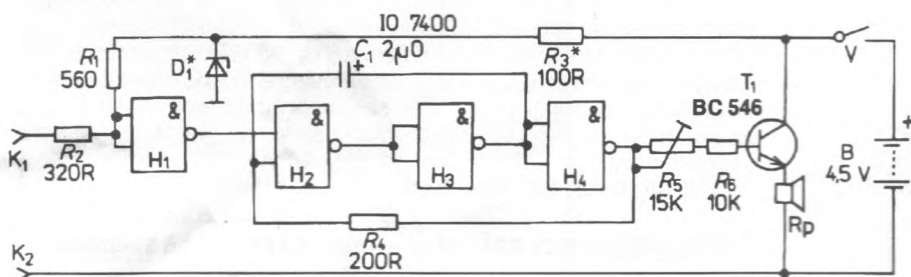 IO 7400
C1 2µ0
R1
560
D1*
R3*
100R
V
T1
BC 546
&
&
&
&
K1
R2
320R
H1
H2
H3
H4
R5
15K
R6
10K
B
4,5 V
+
+
Rp
R4
200R
K2